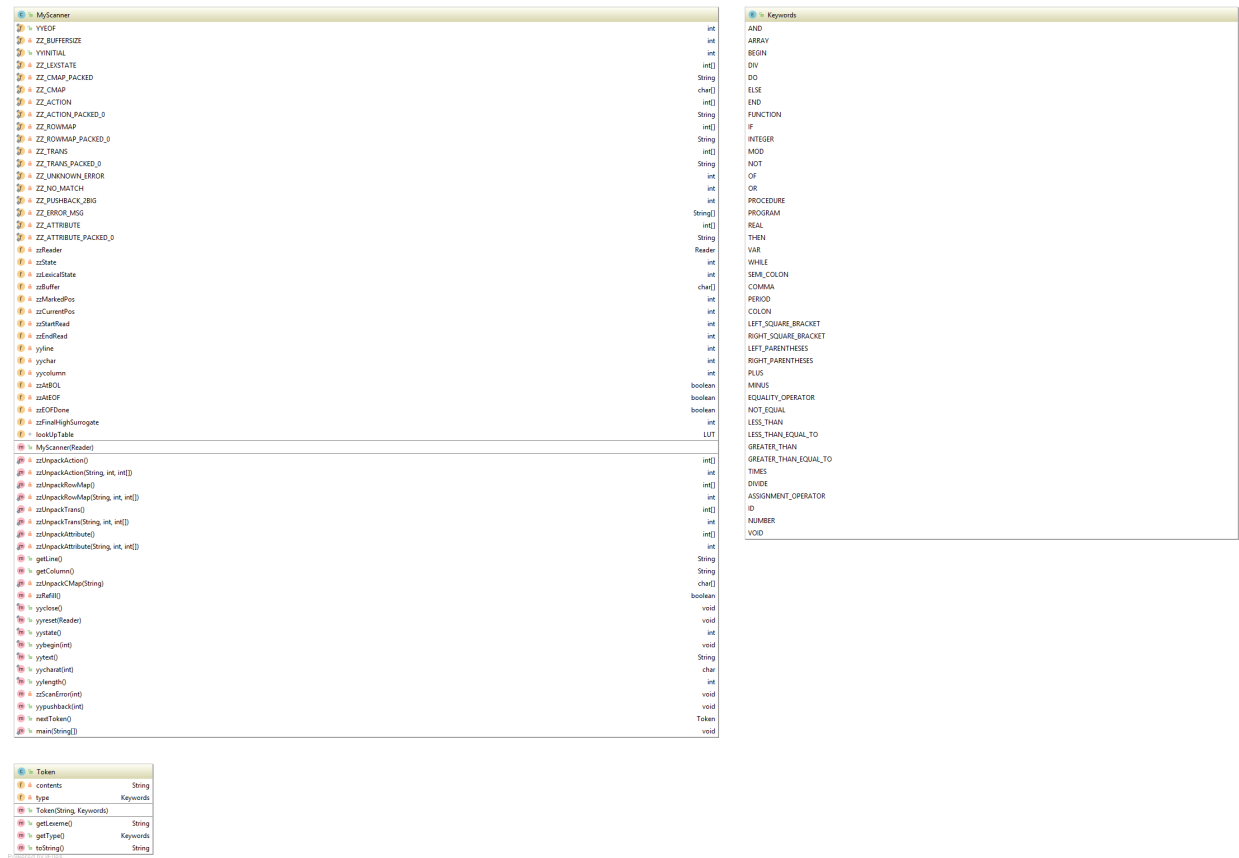 MyScanner
YYEOF int
ZZ_BUFFERSIZE int
YYINITIAL int
ZZ_LEXSTATE int[]
ZZ_CMAP_PACKED String
ZZ_CMAP char[]
ZZ_ACTION int[]
ZZ_ACTION_PACKED_0 String
ZZ_ROWMAP int[]
ZZ_ROWMAP_PACKED_0 String
ZZ_TRANS int[]
ZZ_TRANS_PACKED_0 String
ZZ_UNKNOWN_ERROR int
ZZ_NO_MATCH int
ZZ_PUSHBACK_2BIG int
ZZ_ERROR_MSG String[]
ZZ_ATTRIBUTE int[]
ZZ_ATTRIBUTE_PACKED_0 String
zzReader Reader
zzState int
zzLexicalState int
zzBuffer char[]
zzMarkedPos int
zzCurrentPos int
zzStartRead int
zzEndRead int
yyline int
yychar int
yycolumn int
zzAtBOL boolean
zzAtEOF boolean
zzEOFDone boolean
zzFinalHighSurrogate int
lookUpTable LUT
MyScanner(Reader)
zzUnpackAction() int[]
zzUnpackAction(String, int, int[]) int
zzUnpackRowMap() int[]
zzUnpackRowMap(String, int, int[]) int
zzUnpackTrans() int[]
zzUnpackTrans(String, int, int[]) int
zzUnpackAttribute() int[]
zzUnpackAttribute(String, int, int[]) int
getLine() String
getColumn() String
zzUnpackCMap(String) char[]
zzRefill() boolean
yyclose() void
yyreset(Reader) void
yystate() int
yybegin(int) void
yytext() String
yycharat(int) char
yylength() int
zzScanError(int) void
yypushback(int) void
nextToken() Token
main(String[]) void
Keywords
AND
ARRAY
BEGIN
DIV
DO
ELSE
END
FUNCTION
IF
INTEGER
MOD
NOT
OF
OR
PROCEDURE
PROGRAM
REAL
THEN
VAR
WHILE
SEMI_COLON
COMMA
PERIOD
COLON
LEFT_SQUARE_BRACKET
RIGHT_SQUARE_BRACKET
LEFT_PARENTHESES
RIGHT_PARENTHESES
PLUS
MINUS
EQUALITY_OPERATOR
NOT_EQUAL
LESS_THAN
LESS_THAN_EQUAL_TO
GREATER_THAN
GREATER_THAN_EQUAL_TO
TIMES
DIVIDE
ASSIGNMENT_OPERATOR
ID
NUMBER
VOID
Token
contents String
type Keywords
Token(String, Keywords)
getLexeme() String
getType() Keywords
toString() String